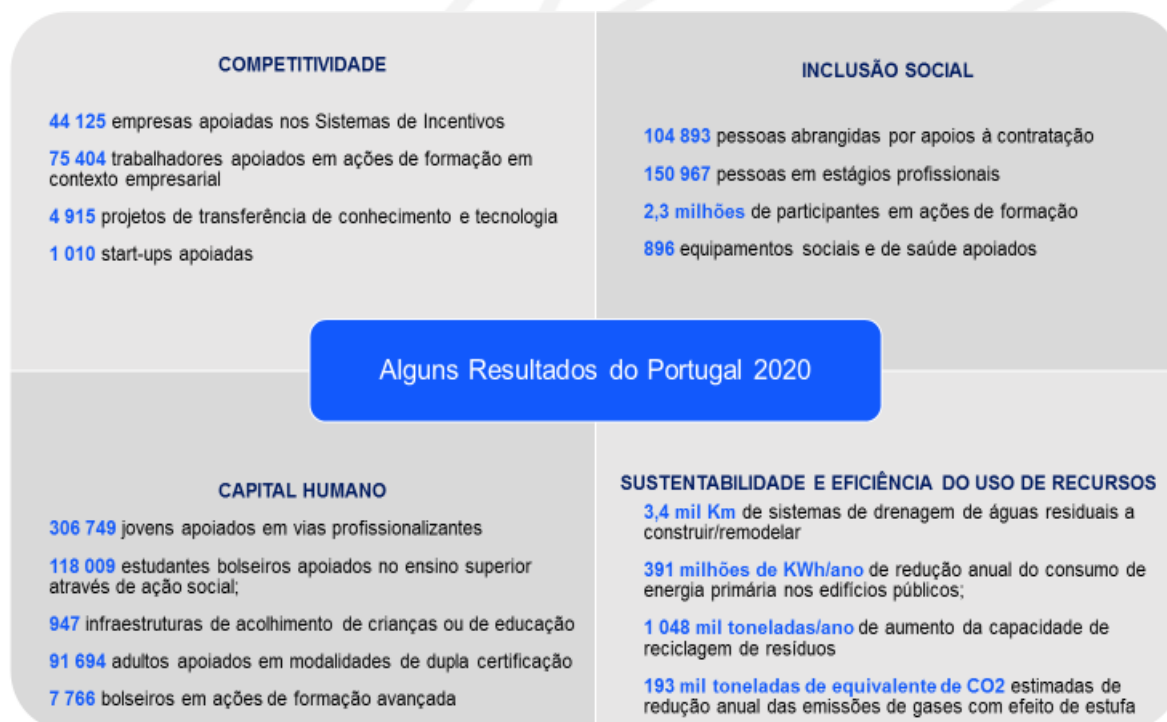 COMPETITIVIDADE
44 125 empresas apoiadas nos Sistemas de Incentivos
75 404 trabalhadores apoiados em ações de formação em
contexto empresarial
4 915 projetos de transferência de conhecimento e tecnologia
1 010 start-ups apoiadas
INCLUSÃO SOCIAL
104 893 pessoas abrangidas por apoios à contratação
150 967 pessoas em estágios profissionais
2,3 milhões de participantes em ações de formação
896 equipamentos sociais e de saúde apoiados
Alguns Resultados do Portugal 2020
CAPITAL HUMANO
306 749 jovens apoiados em vias profissionalizantes
118 009 estudantes bolseiros apoiados no ensino superior
através de ação social;
947 infraestruturas de acolhimento de crianças ou de educação
91 694 adultos apoiados em modalidades de dupla certificação
7 766 bolseiros em ações de formação avançada
SUSTENTABILIDADE E EFICIÊNCIA DO USO DE RECURSOS
3,4 mil Km de sistemas de drenagem de águas residuais a
construir/remodelar
391 milhões de KWh/ano de redução anual do consumo de
energia primária nos edifícios públicos;
1 048 mil toneladas/ano de aumento da capacidade de
reciclagem de resíduos
193 mil toneladas de equivalente de CO2 estimadas de
redução anual das emissões de gases com efeito de estufa